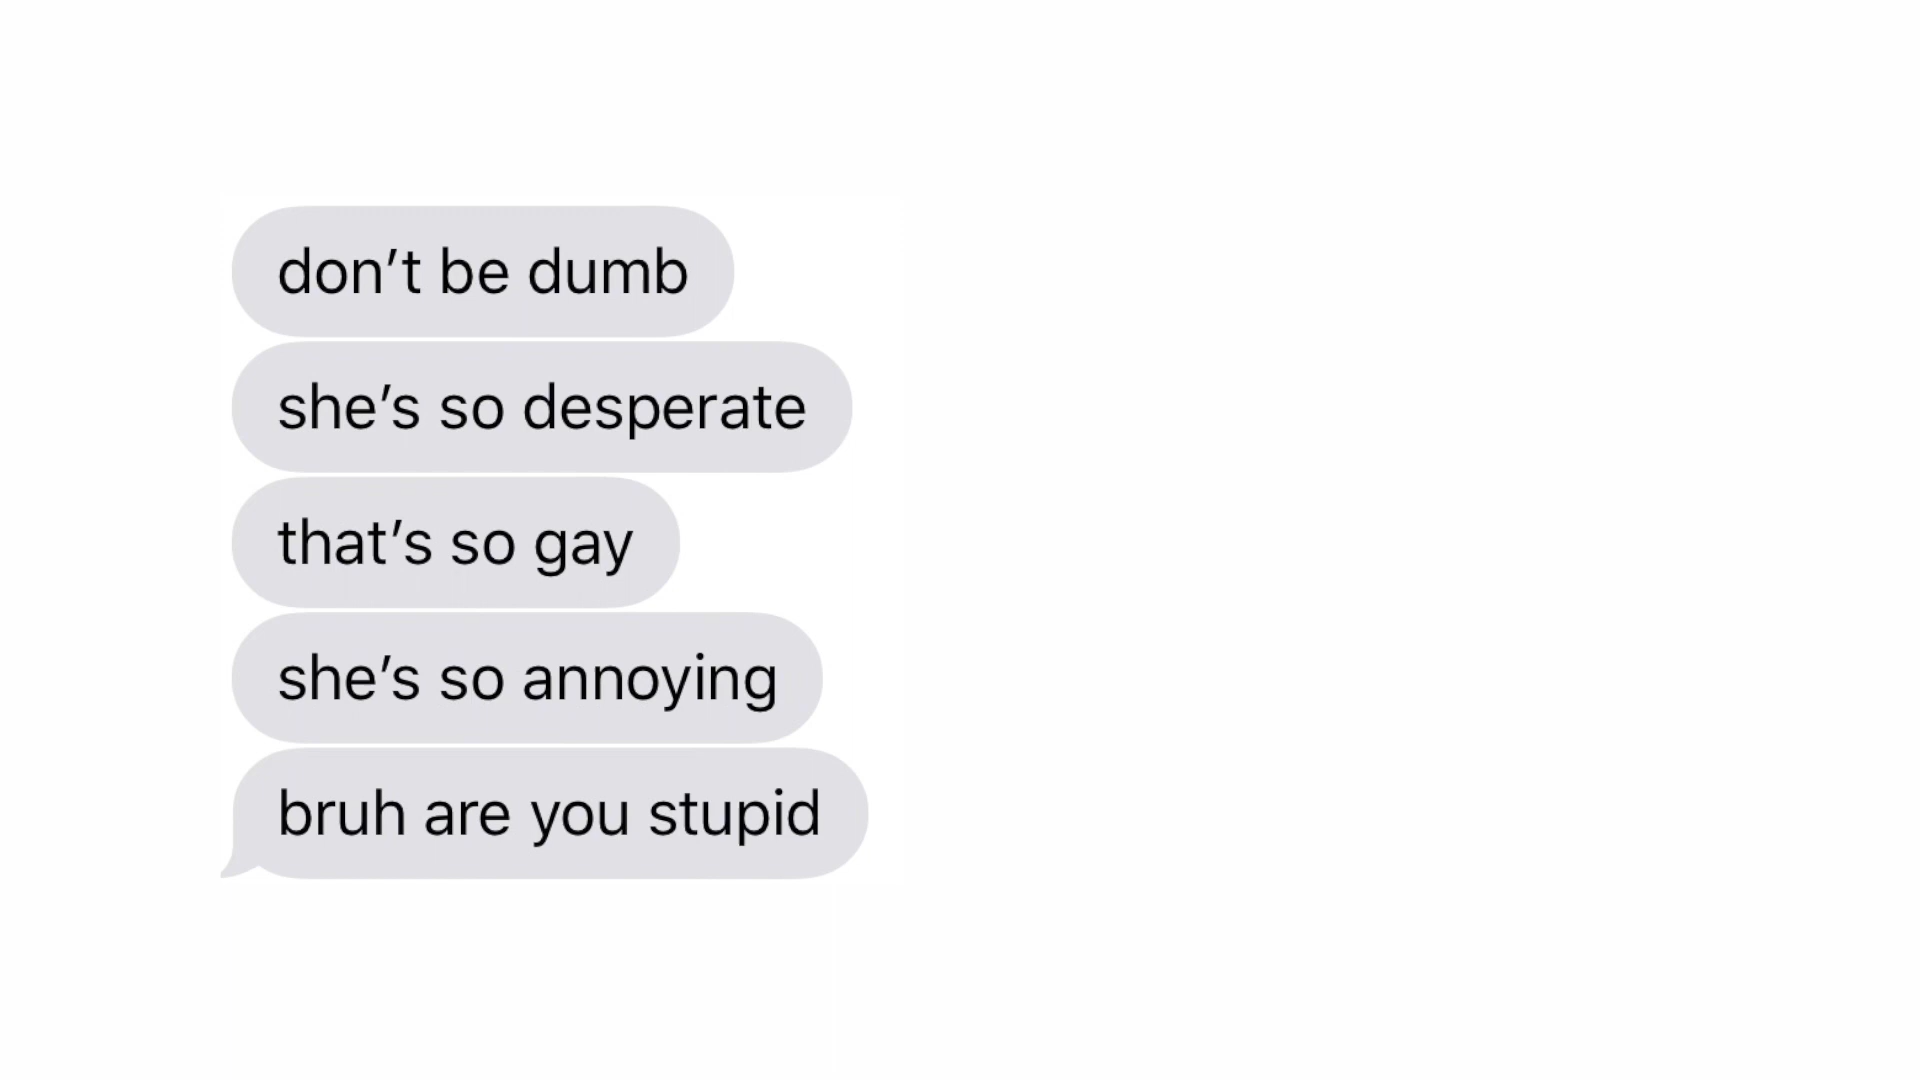 don’t be dumb
she’s so desperate
that’s so gay
she’s so annoying
bruh are you stupid